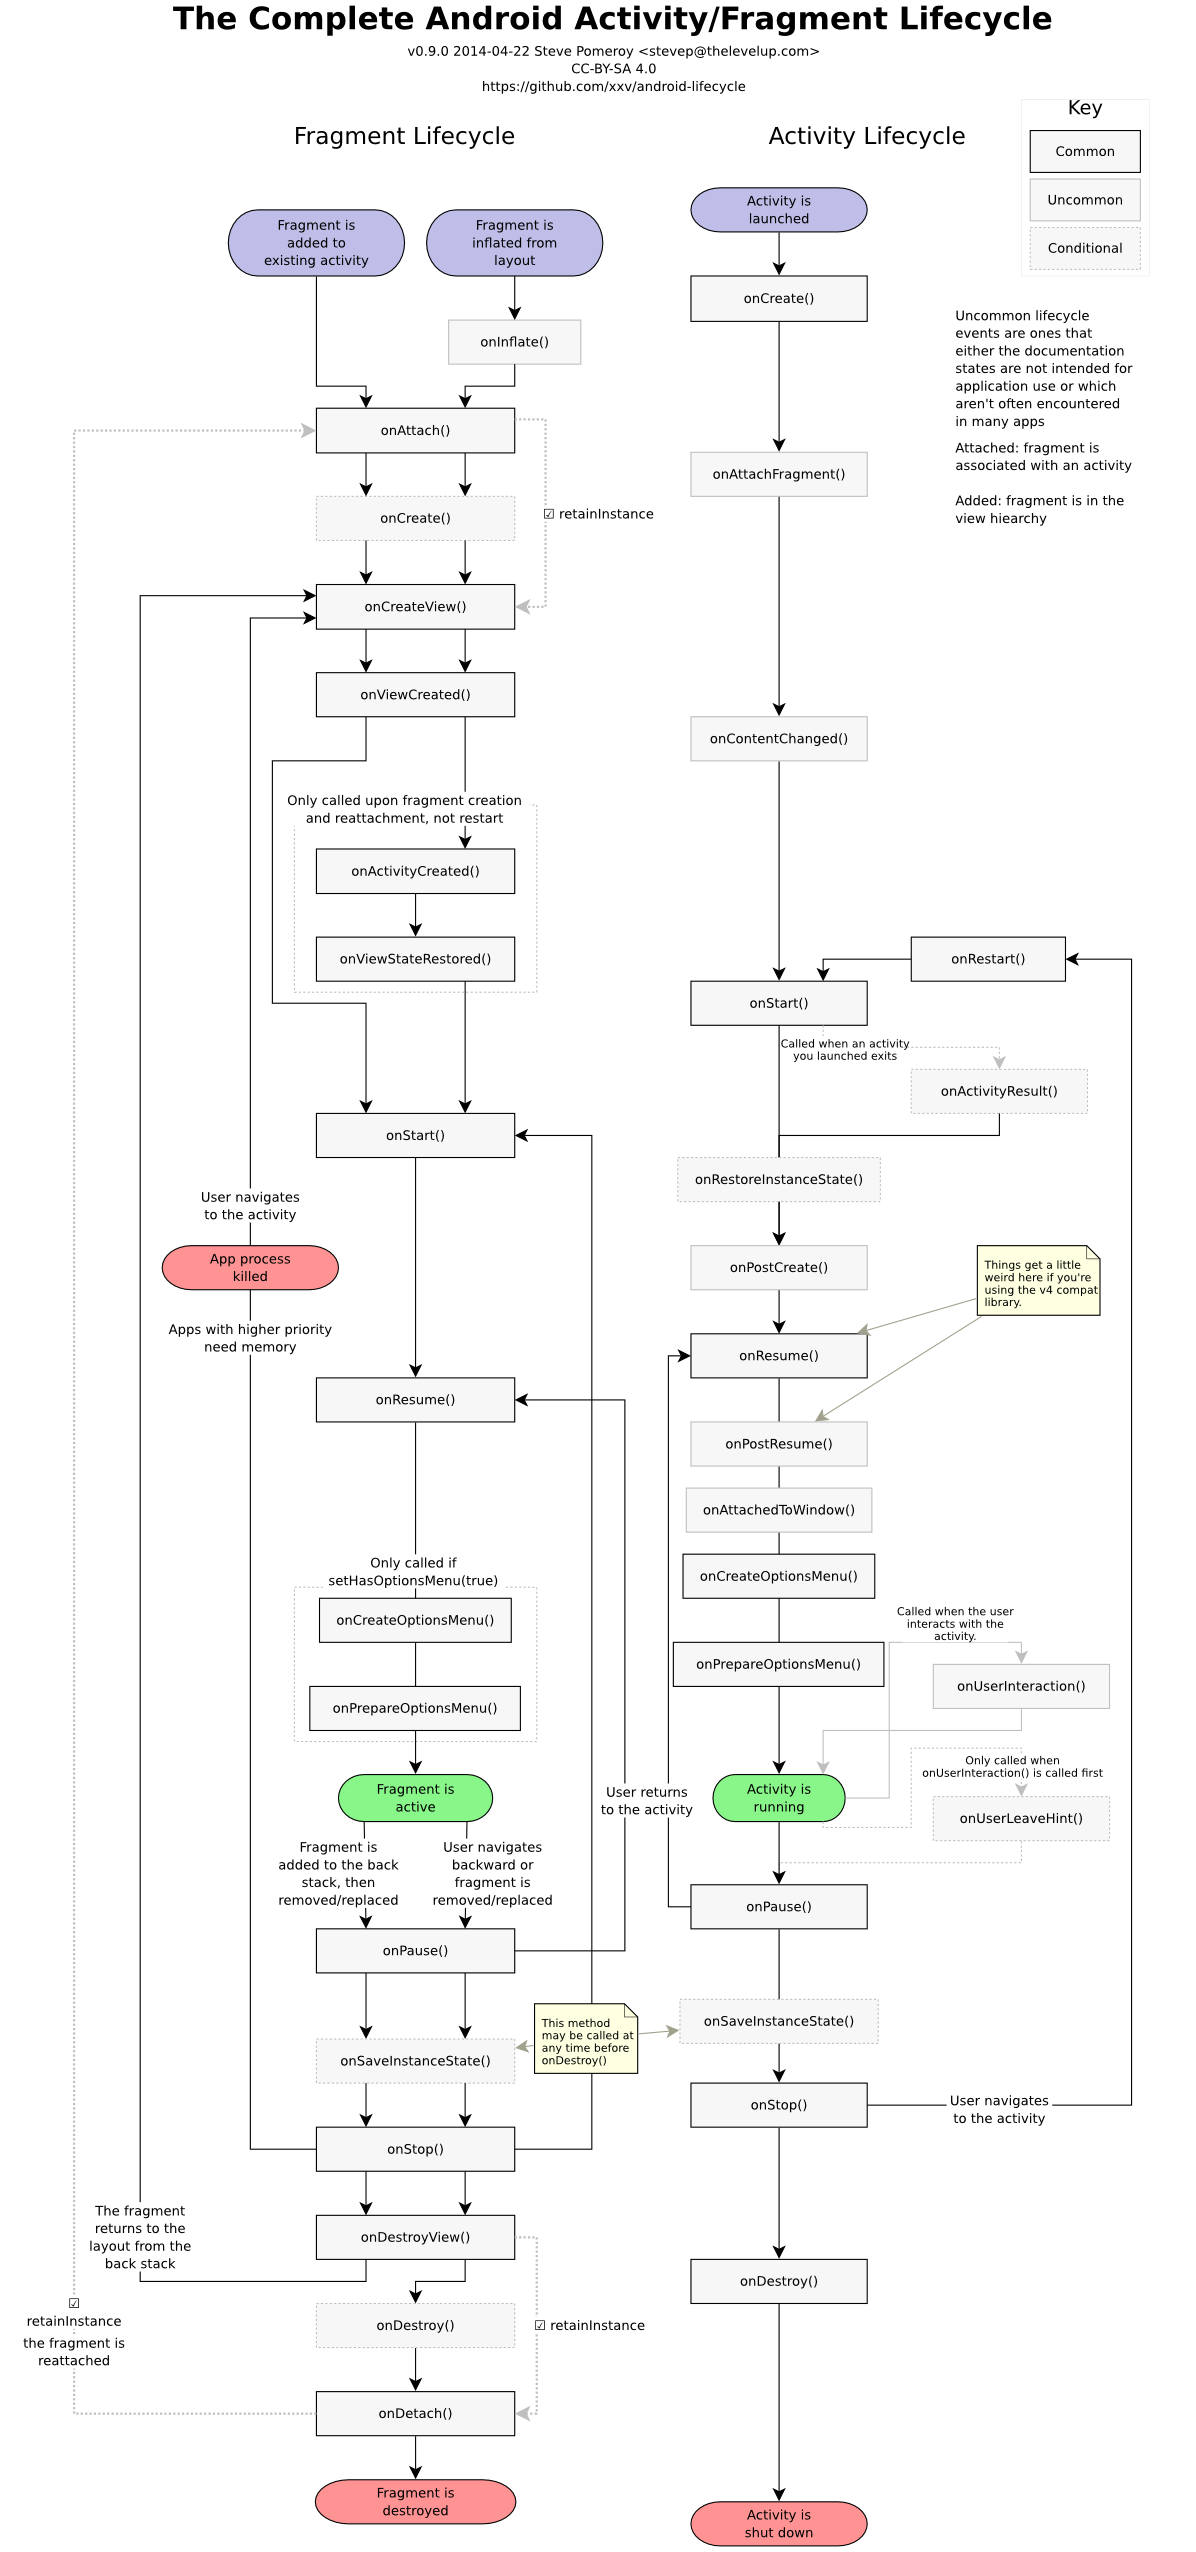 The Complete Android Activity/Fragment Lifecycle
v0.9.0 2014-04-22 Steve Pomeroy <stevep@thelevelup.com>
CC-BY-SA 4.0
https://github.com/xxv/android-lifecycle
Key
Common
Uncommon
Conditional
Uncommon lifecycle
events are ones that
either the documentation
states are not intended for
application use or which
aren't often encountered
in many apps
Attached: fragment is
associated with an activity
Added: fragment is in the
view hiearchy
Fragment Lifecycle
Fragment is
added to
existing activity
Fragment is
inflated from
layout
onInflate()
onAttach()
onCreate()
☑ retainInstance
onCreateView()
onViewCreated()
Only called upon fragment creation
and reattachment, not restart
onActivityCreated()
onViewStateRestored()
onStart()
User navigates
to the activity
App process
killed
Apps with higher priority
need memory
onResume()
Only called if
setHasOptionsMenu(true)
onCreateOptionsMenu()
onPrepareOptionsMenu()
Fragment is
active
User returns
to the activity
Fragment is
added to the back
stack, then
removed/replaced
User navigates
backward or
fragment is
removed/replaced
onPause()
onSaveInstanceState()
This method
may be called at
any time before
onDestroy()
onStop()
The fragment
returns to the
layout from the
back stack
onDestroyView()
☑
retainInstance
the fragment is
reattached
onDestroy()
☑ retainInstance
onDetach()
Fragment is
destroyed
Activity Lifecycle
Activity is
launched
onCreate()
onAttachFragment()
onContentChanged()
onRestart()
onStart()
Called when an activity
you launched exits
onActivityResult()
onRestoreInstanceState()
onPostCreate()
Things get a little
weird here if you're
using the v4 compat
library.
onResume()
onPostResume()
onAttachedToWindow()
onCreateOptionsMenu()
Called when the user
interacts with the
activity.
onPrepareOptionsMenu()
onUserInteraction()
Only called when
onUserInteraction() is called first
Activity is
running
onUserLeaveHint()
onPause()
onSaveInstanceState()
onStop()
User navigates
to the activity
onDestroy()
Activity is
shut down